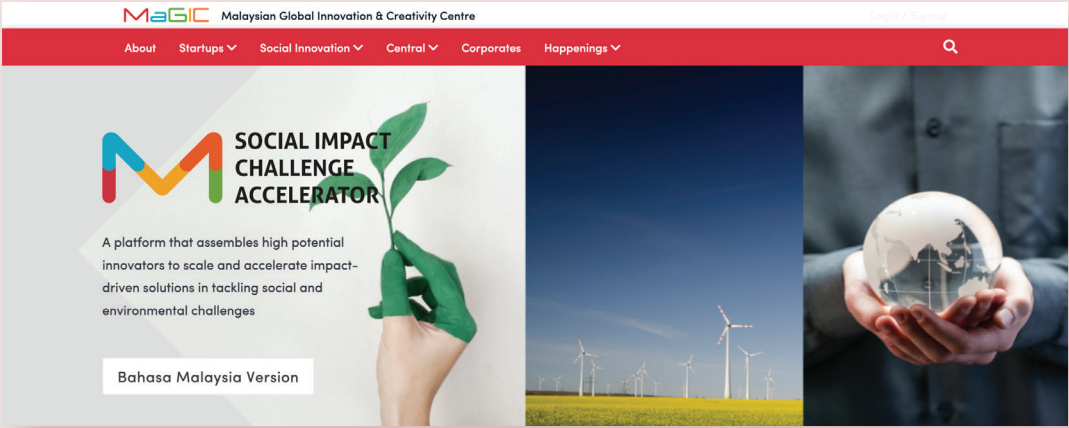 MaGIC Malaysian Global Innovation & Creativity Centre
Login / Signup
About Startups Social Innovation Central Corporates Happenings
SOCIAL IMPACT
CHALLENGE
ACCELERATOR
A platform that assembles high potential
innovators to scale and accelerate impact-
driven solutions in tackling social and
environmental challenges
Bahasa Malaysia Version